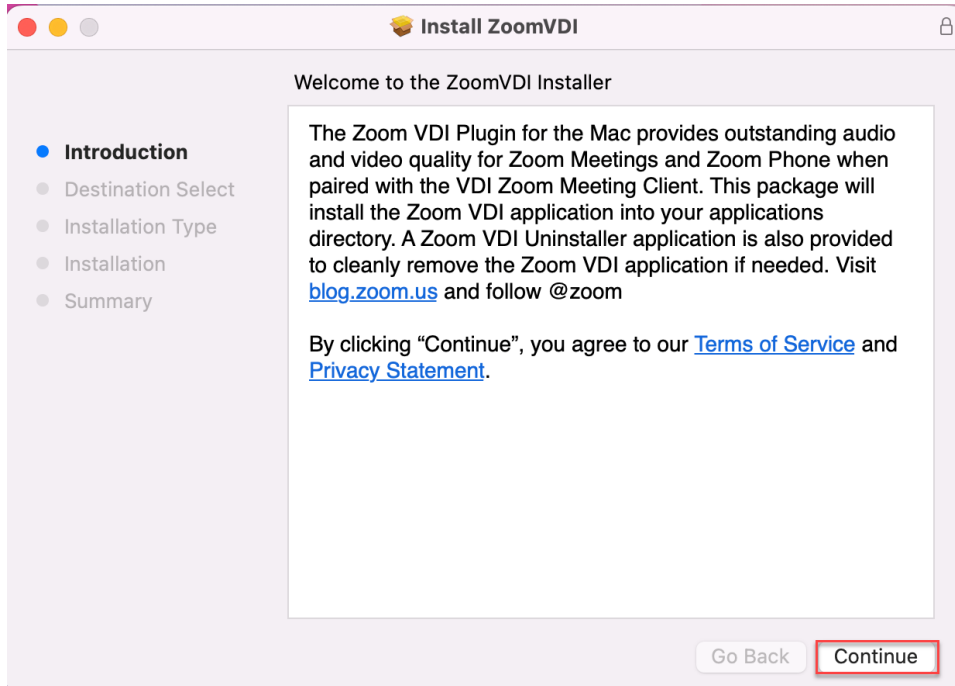 Install ZoomVDI
Welcome to the ZoomVDI Installer
Introduction
Destination Select
Installation Type
Installation
Summary
The Zoom VDI Plugin for the Mac provides outstanding audio
and video quality for Zoom Meetings and Zoom Phone when
paired with the VDI Zoom Meeting Client. This package will
install the Zoom VDI application into your applications
directory. A Zoom VDI Uninstaller application is also provided
to cleanly remove the Zoom VDI application if needed. Visit
blog.zoom.us and follow @zoom
By clicking “Continue”, you agree to our Terms of Service and
Privacy Statement.
Go Back
Continue